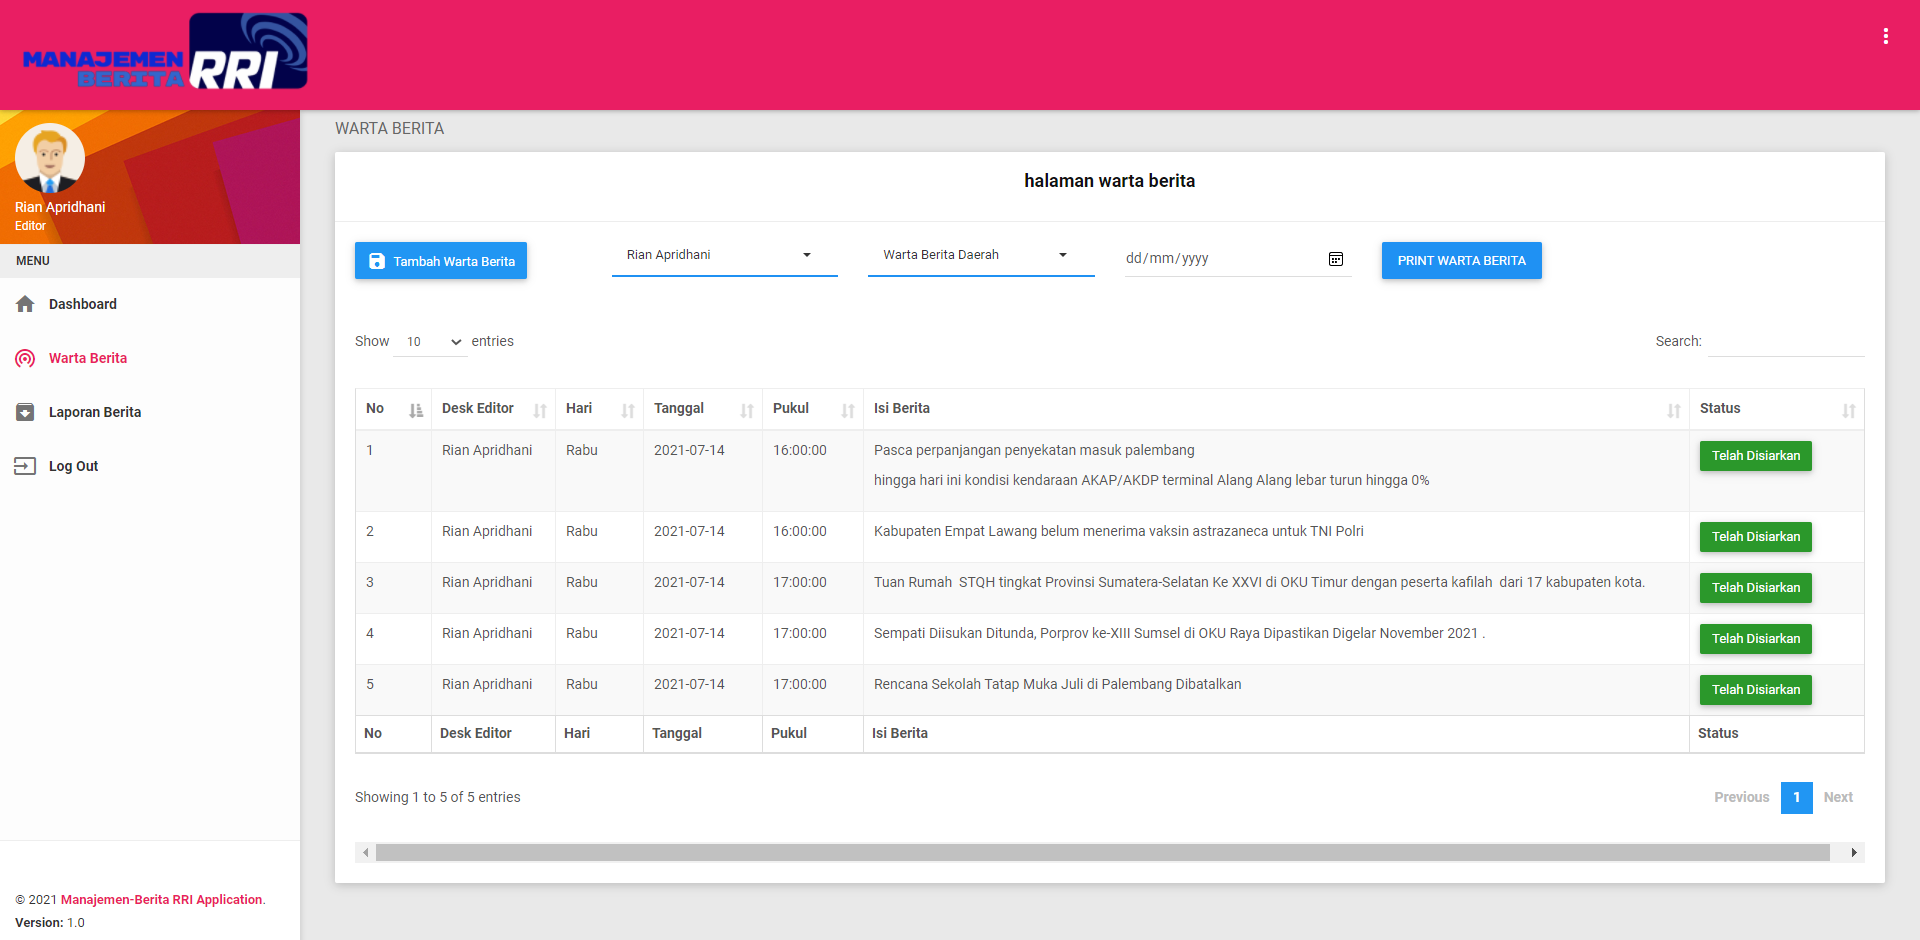 MANAJEMEN
BERITA
RRI
Rian Apridhani
Editor
MENU
Dashboard
Warta Berita
Laporan Berita
Log Out
© 2021 Manajemen-Berita RRI Application.
Version: 1.0
WARTA BERITA
halaman warta berita
Tambah Warta Berita
Rian Apridhani
Warta Berita Daerah
dd/mm/yyyy
PRINT WARTA BERITA
Show 10 entries
Search:
No Desk Editor Hari Tanggal Pukul Isi Berita Status
1 Rian Apridhani Rabu 2021-07-14 16:00:00 Pasca perpanjangan penyekatan masuk palembang Telah Disiarkan
hingga hari ini kondisi kendaraan AKAP/AKDP terminal Alang Alang lebar turun hingga 0%
2 Rian Apridhani Rabu 2021-07-14 16:00:00 Kabupaten Empat Lawang belum menerima vaksin astrazaneca untuk TNI Polri Telah Disiarkan
3 Rian Apridhani Rabu 2021-07-14 17:00:00 Tuan Rumah  STQH tingkat Provinsi Sumatera-Selatan Ke XXVI di OKU Timur dengan peserta kafilah  dari 17 kabupaten kota. Telah Disiarkan
4 Rian Apridhani Rabu 2021-07-14 17:00:00 Sempati Diisukan Ditunda, Porprov ke-XIII Sumsel di OKU Raya Dipastikan Digelar November 2021 . Telah Disiarkan
5 Rian Apridhani Rabu 2021-07-14 17:00:00 Rencana Sekolah Tatap Muka Juli di Palembang Dibatalkan Telah Disiarkan
No Desk Editor Hari Tanggal Pukul Isi Berita Status
Showing 1 to 5 of 5 entries
Previous 1 Next